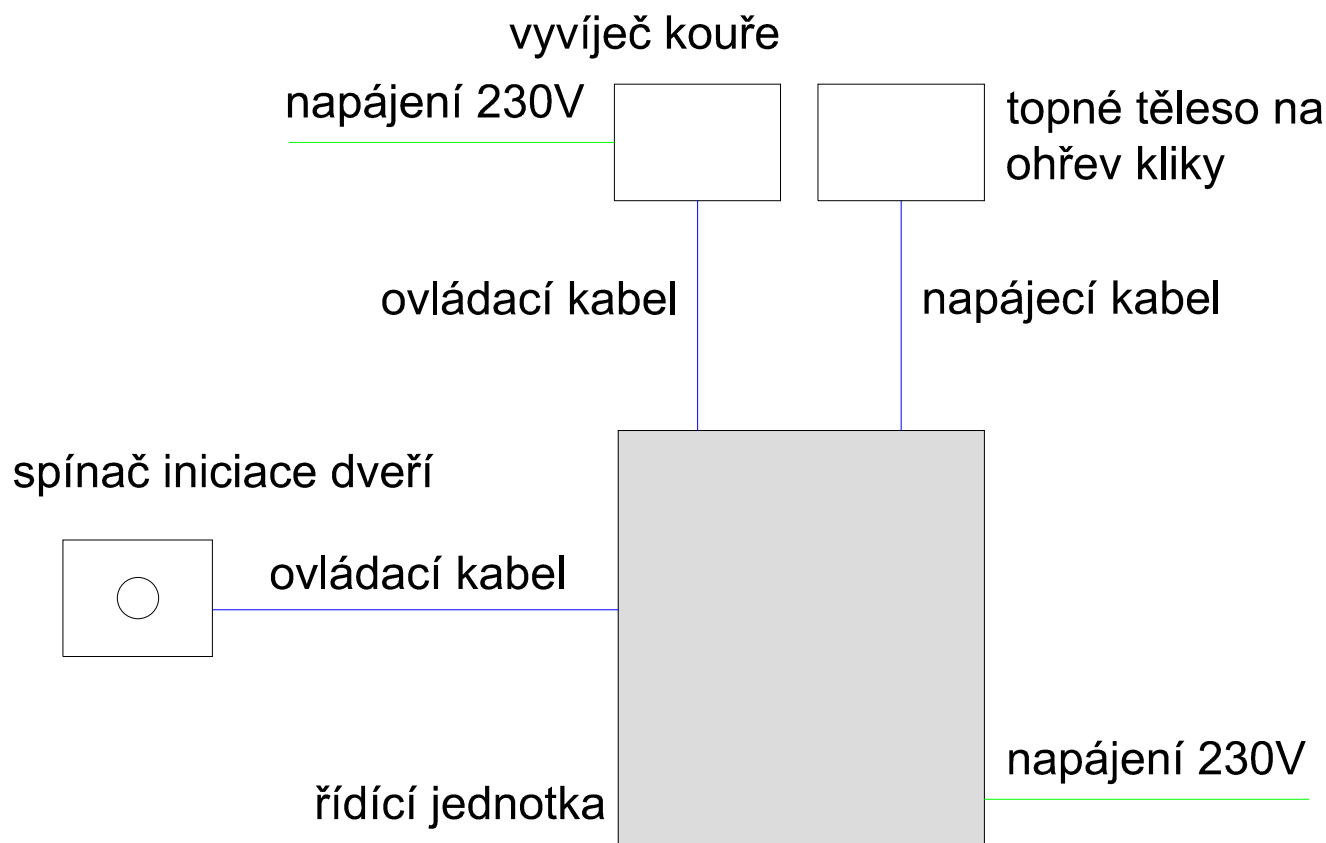 vyvíječ kouře
napájení 230V
topné těleso na
ohřev kliky
ovládací kabel
napájecí kabel
spínač iniciace dveří
ovládací kabel
napájení 230V
řídící jednotka